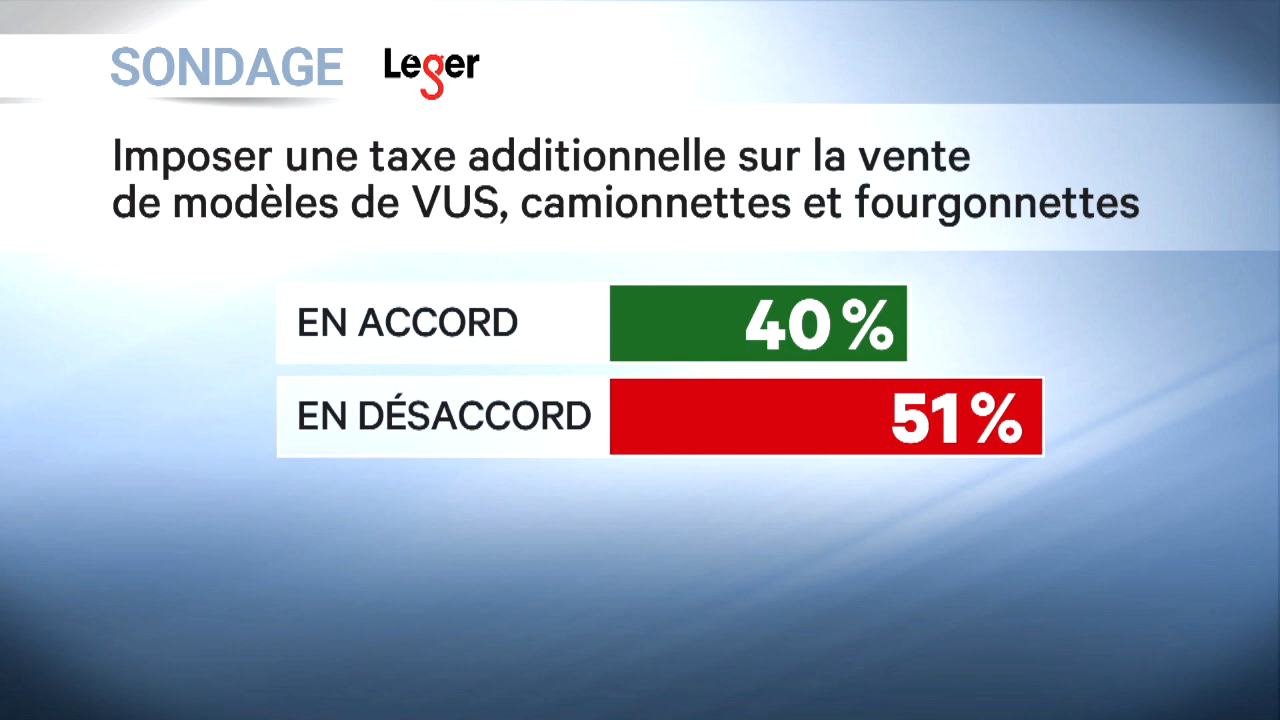 SONDAGE Leger
Imposer une taxe additionnelle sur la vente
de modèles de VUS, camionnettes et fourgonnettes
EN ACCORD 40 %
EN DÉSACCORD 51 %